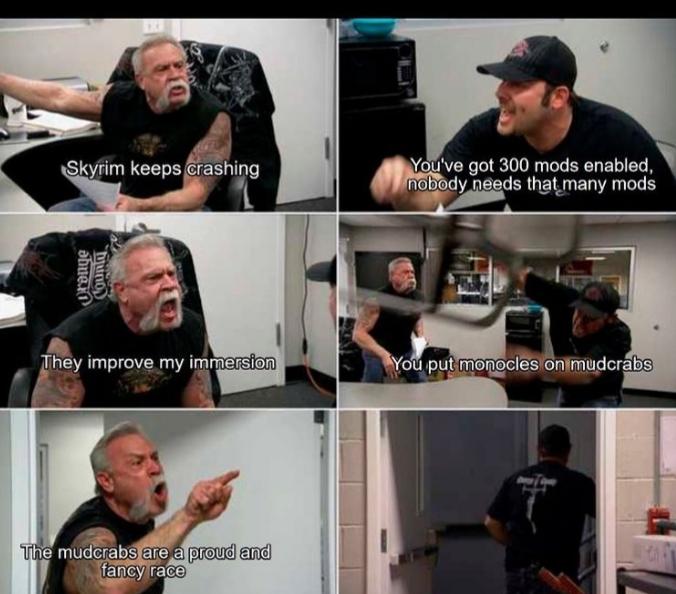 Skyrim keeps crashing
You've got 300 mods enabled,
nobody needs that many mods
Orange
County
They improve my immersion
You put monocles on mudcrabs
The mudcrabs are a proud and
fancy race